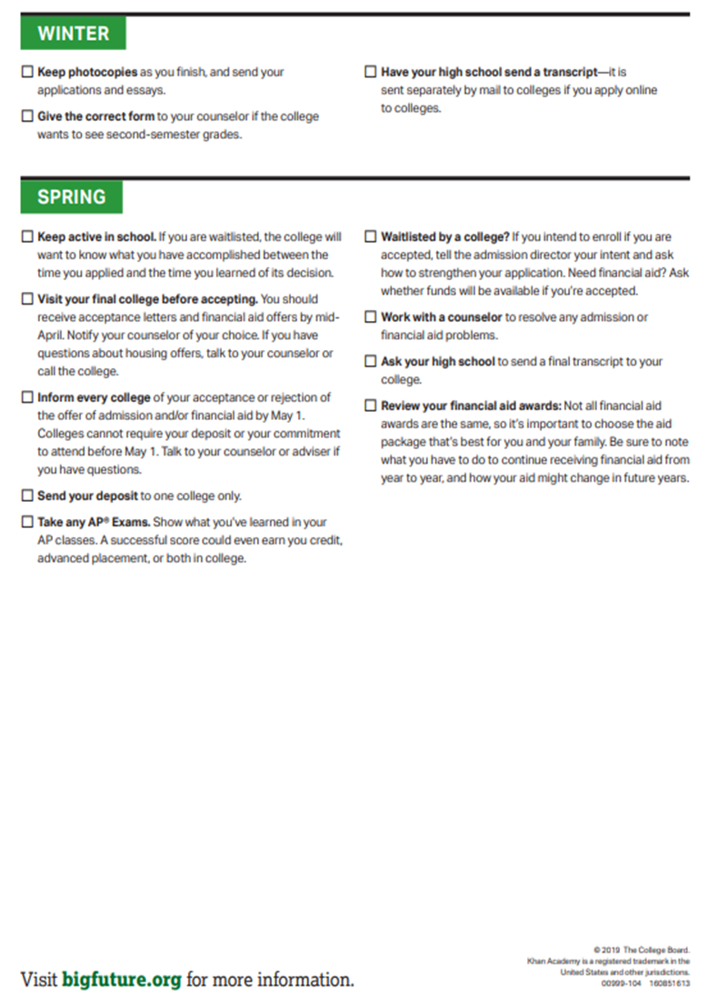 WINTER
☐ Keep photocopies as you finish, and send your
applications and essays.
☐ Give the correct form to your counselor if the college
wants to see second-semester grades.
☐ Have your high school send a transcript—it is
sent separately by mail to colleges if you apply online
to colleges.
SPRING
☐ Keep active in school. If you are waitlisted, the college will
want to know what you have accomplished between the
time you applied and the time you learned of its decision.
☐ Visit your final college before accepting. You should
receive acceptance letters and financial aid offers by mid-
April. Notify your counselor of your choice. If you have
questions about housing offers, talk to your counselor or
call the college.
☐ Inform every college of your acceptance or rejection of
the offer of admission and/or financial aid by May 1.
Colleges cannot require your deposit or your commitment
to attend before May 1. Talk to your counselor or adviser if
you have questions.
☐ Send your deposit to one college only.
☐ Take any AP® Exams. Show what you've learned in your
AP classes. A successful score could even earn you credit,
advanced placement, or both in college.
☐ Waitlisted by a college? If you intend to enroll if you are
accepted, tell the admission director your intent and ask
how to strengthen your application. Need financial aid? Ask
whether funds will be available if you're accepted.
☐ Work with a counselor to resolve any admission or
financial aid problems.
☐ Ask your high school to send a final transcript to your
college.
☐ Review your financial aid awards: Not all financial aid
awards are the same, so it's important to choose the aid
package that's best for you and your family. Be sure to note
what you have to do to continue receiving financial aid from
year to year, and how your aid might change in future years.
Visit bigfuture.org for more information.
© 2019 The College Board.
Khan Academy is a registered trademark in the
United States and other jurisdictions.
00999-104 160851613